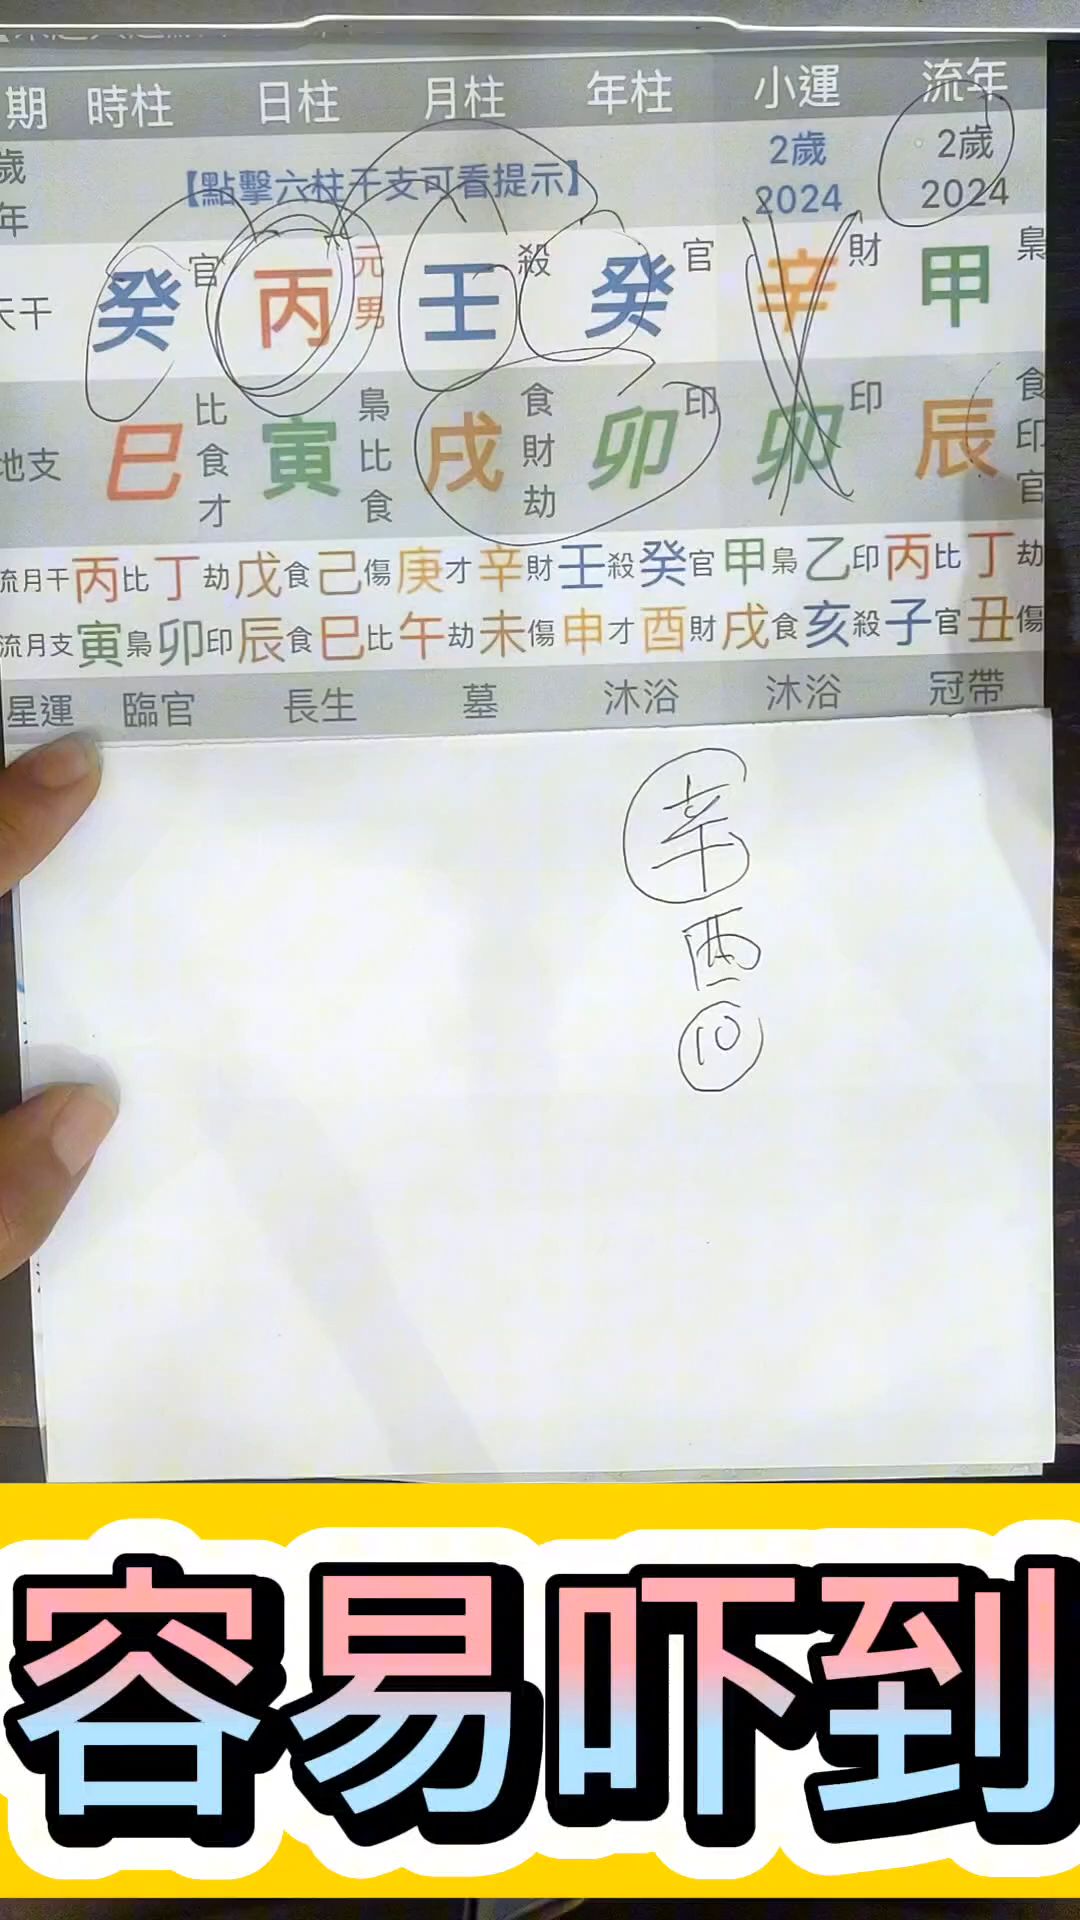 期 時柱 日柱 月柱 年柱 小運 流年
歲 【點擊六柱干支可看提示】 2歲 2歲
年 2024 2024
天干 癸 官 丙 元男 壬 殺 癸 官 辛 財 甲 梟
地支 巳 比食才 寅 梟比食 戌 食財劫 卯 印 卯 印 辰 食印官
流月干 丙比 丁劫 戊食 己傷 庚才 辛財 壬殺 癸官 甲梟 乙印 丙比 丁劫
流月支 寅梟 卯印 辰食 巳比 午劫 未傷 申才 酉財 戌食 亥殺 子官 丑傷
星運 臨官 長生 墓 沐浴 沐浴 冠帶
辛
酉
10
容易吓到